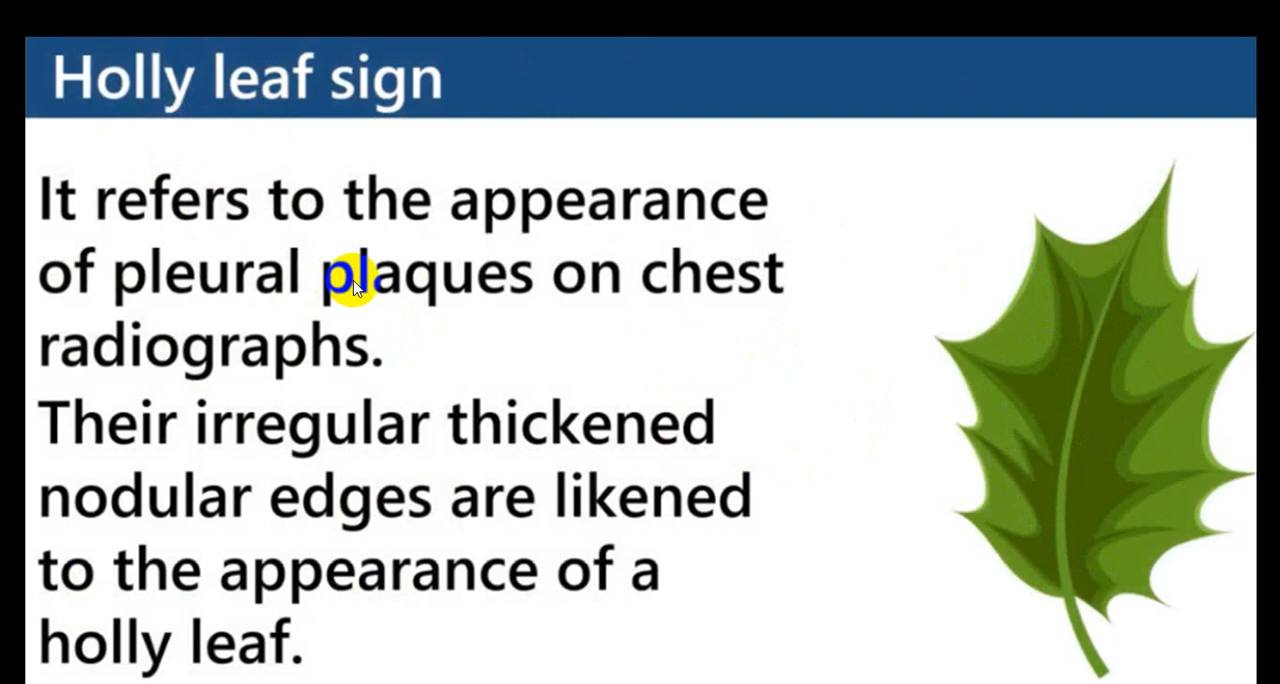 Holly leaf sign
It refers to the appearance
of pleural plaques on chest
radiographs.
Their irregular thickened
nodular edges are likened
to the appearance of a
holly leaf.